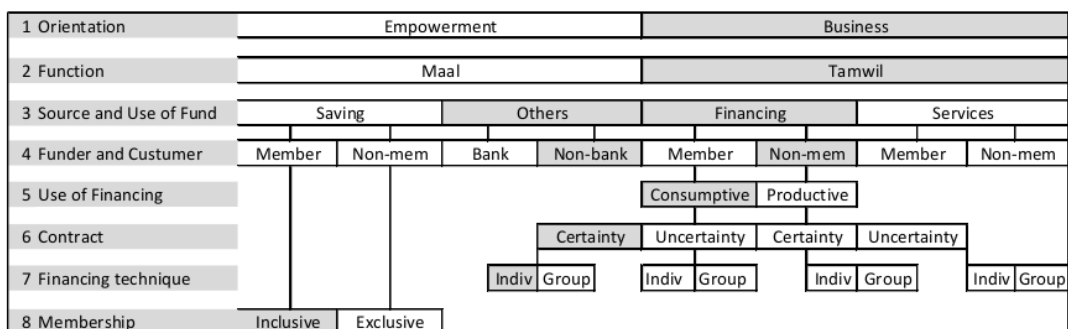 1 Orientation Empowerment Business
2 Function Maal Tamwil
3 Source and Use of Fund Saving Others Financing Services
4 Funder and Custumer Member Non-mem Bank Non-bank Member Non-mem Member Non-mem
5 Use of Financing Consumptive Productive
6 Contract Certainty Uncertainty Certainty Uncertainty
7 Financing technique Indiv Group Indiv Group Indiv Group Indiv Group
8 Membership Inclusive Exclusive